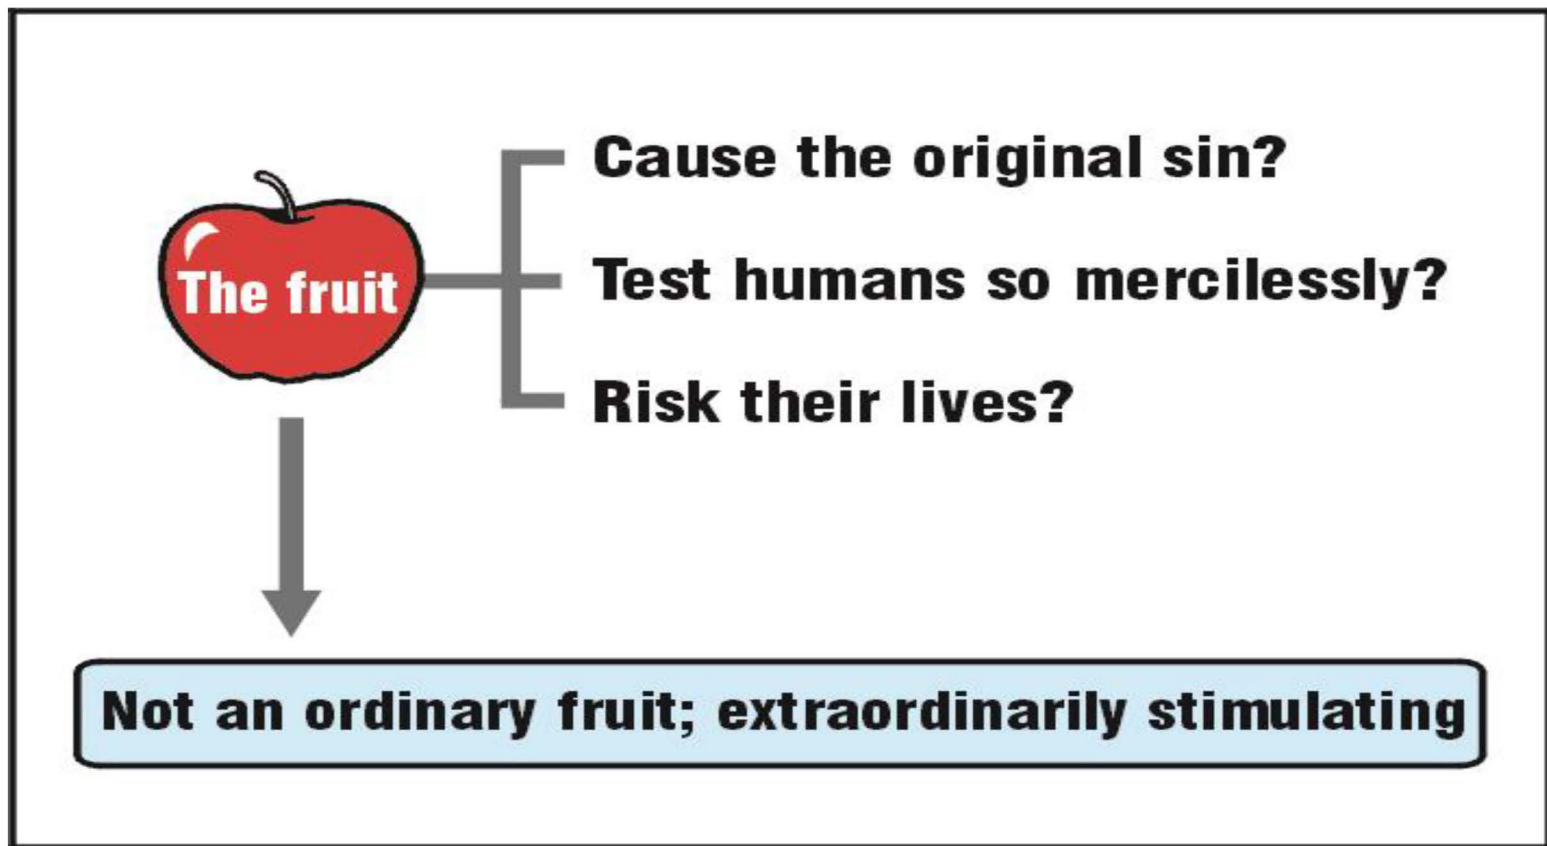 Cause the original sin?
The fruit
Test humans so mercilessly?
Risk their lives?
Not an ordinary fruit; extraordinarily stimulating